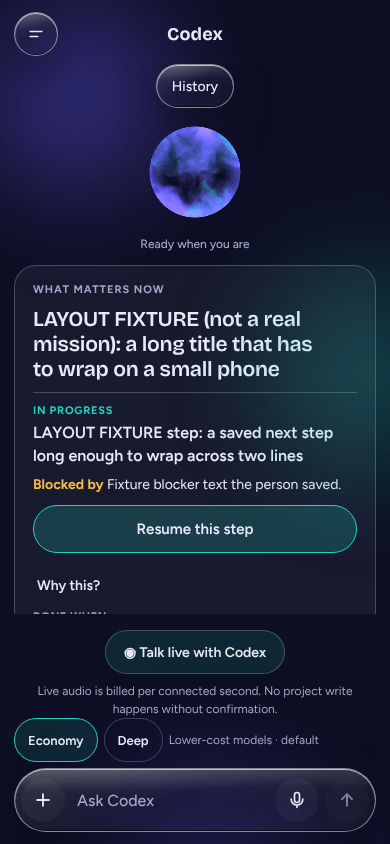 Codex
History
Ready when you are
WHAT MATTERS NOW
LAYOUT FIXTURE (not a real
mission): a long title that has
to wrap on a small phone
IN PROGRESS
LAYOUT FIXTURE step: a saved next step
long enough to wrap across two lines
Blocked by Fixture blocker text the person saved.
Resume this step
Why this?
DONE WHEN
◉ Talk live with Codex
Live audio is billed per connected second. No project write
happens without confirmation.
Economy
Deep
Lower-cost models · default
Ask Codex